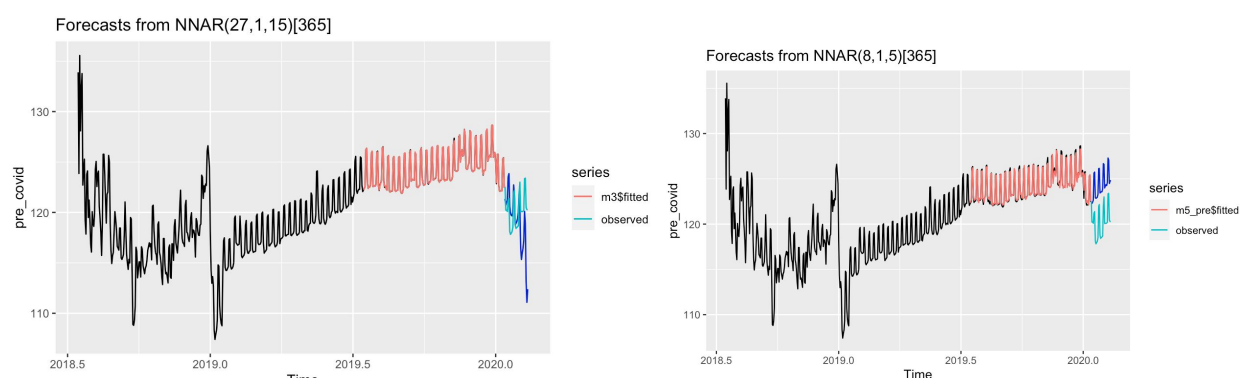 Forecasts from NNAR(27,1,15)[365]
130
120
110
pre_covid
2018.5 2019.0 2019.5 2020.0
Time
series
m3$fitted
observed
Forecasts from NNAR(8,1,5)[365]
130
120
110
pre_covid
2018.5 2019.0 2019.5 2020.0
Time
series
m5_pre$fitted
observed